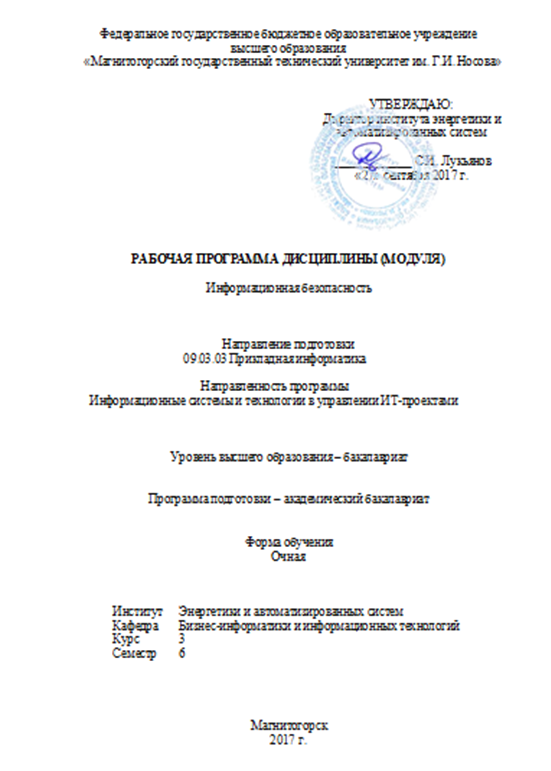 Федеральное государственное бюджетное образовательное учреждение
высшего образования
«Магнитогорский государственный технический университет им. Г.И. Носова»
УТВЕРЖДАЮ:
Директор института энергетики и
автоматизированных систем
С.И. Лукьянов
сентября 2017 г.
РАБОЧАЯ ПРОГРАММА ДИСЦИПЛИНЫ (МОДУЛЯ)
Информационная безопасность
Направление подготовки
09.03.03 Прикладная информатика
Направленность программы
Информационные системы и технологии в управлении ИТ-проектами
Уровень высшего образования – бакалавриат
Программа подготовки – академический бакалавриат
Форма обучения
Очная
Институт Энергетики и автоматизированных систем
Кафедра Бизнес-информатики и информационных технологий
Курс 3
Семестр 6
Магнитогорск
2017 г.